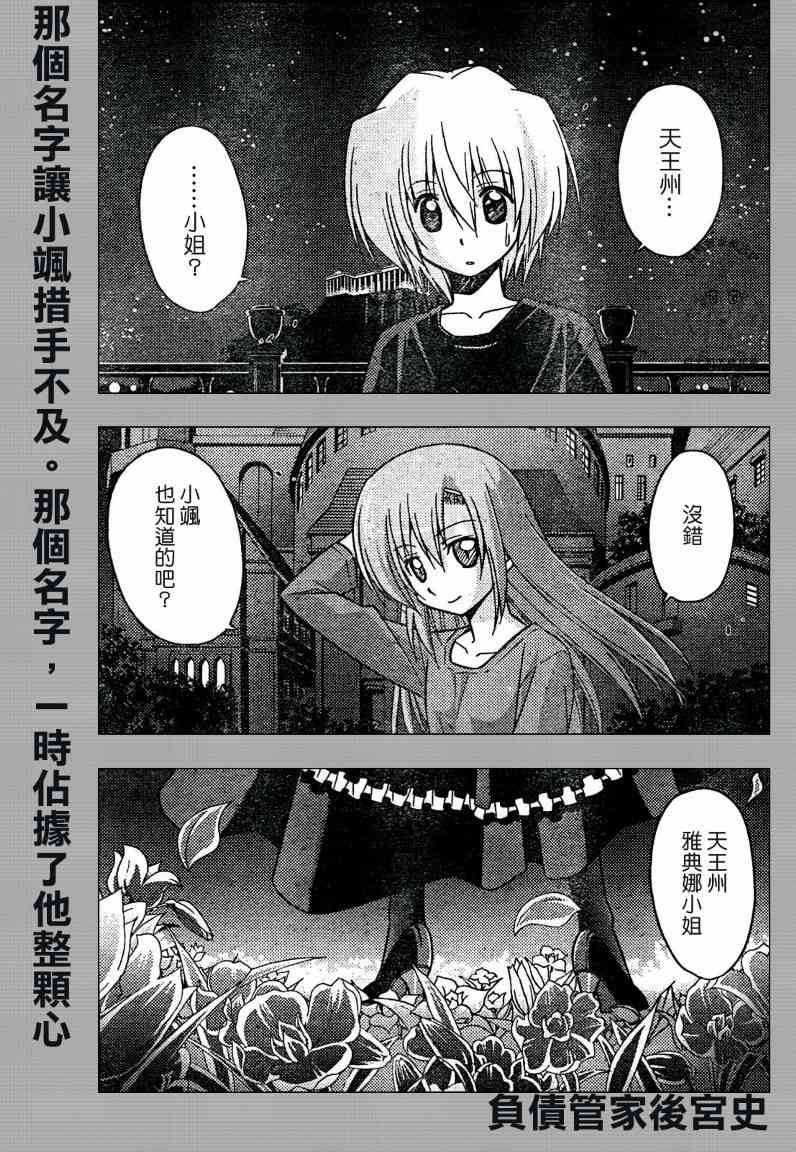 那個名字讓小颯措手不及。那個名字，一時佔據了他整顆心
天王州…
……
小姐？
沒錯
小颯
也知道的吧？
天王州
雅典娜小姐
負債管家後宮史